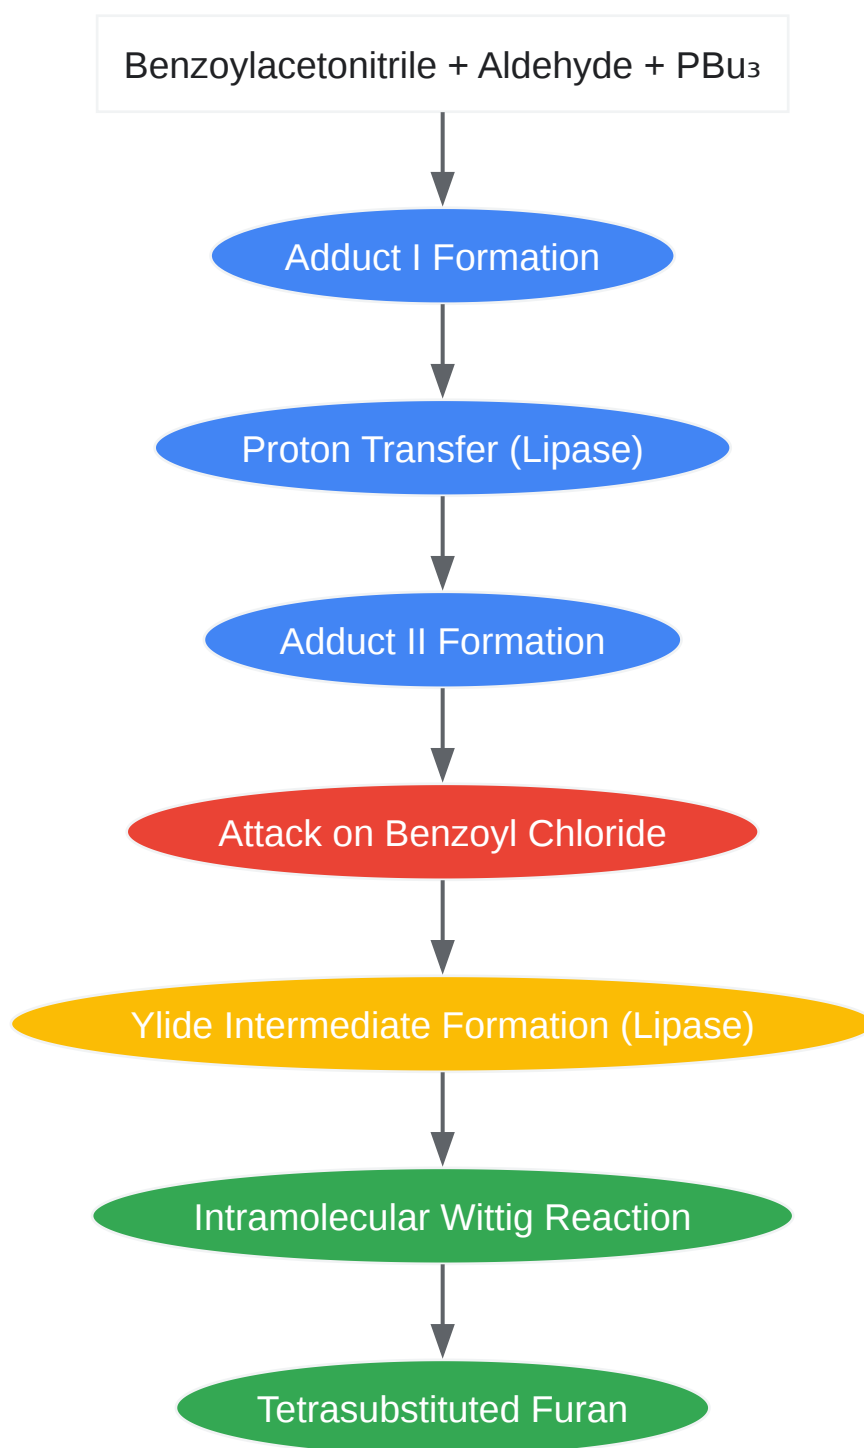 Benzoylacetonitrile + Aldehyde + PBu₃
Adduct I Formation
Proton Transfer (Lipase)
Adduct II Formation
Attack on Benzoyl Chloride
Ylide Intermediate Formation (Lipase)
Intramolecular Wittig Reaction
Tetrasubstituted Furan